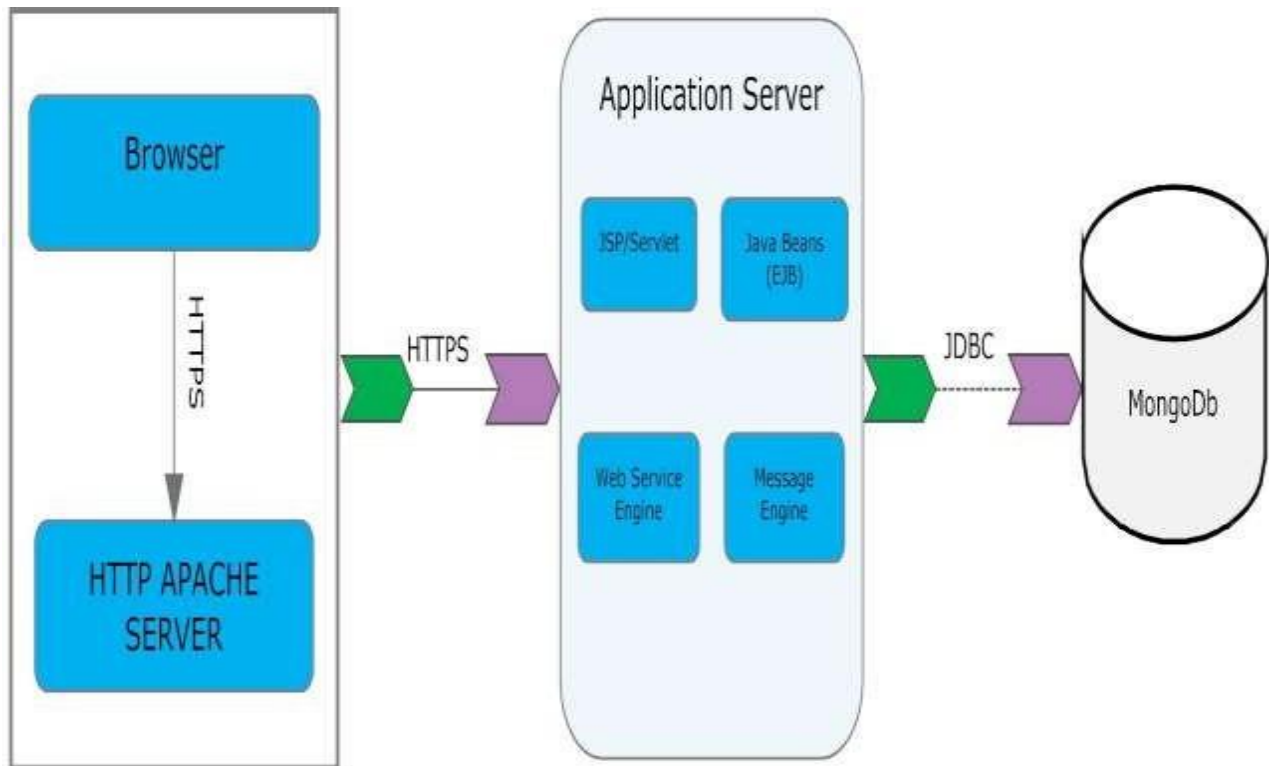 Browser
HTTPS
HTTP APACHE
SERVER
HTTPS
Application Server
JSP/Servlet
Java Beans
(EJB)
Web Service
Engine
Message
Engine
JDBC
MongoDb